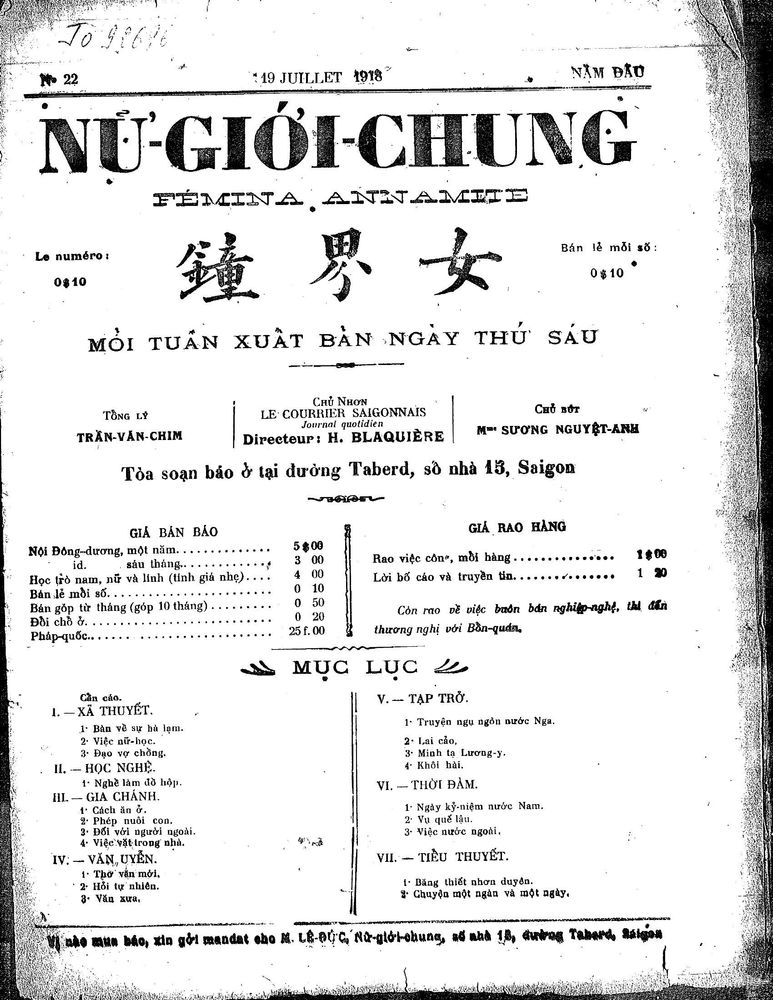 Jo 98616
No 22
19 JUILLET 1918
NĂM ĐẦU
NỮ-GIỚI-CHUNG
FÉMINA ANNAMITE
Le numéro:
0$10
鐘 界 女
Bán lẻ mỗi số:
0$10
MỖI TUẦN XUẤT BẢN NGÀY THỨ SÁU
TỔNG LÝ
TRẦN-VĂN-CHIM
CHỦ NHƠN
LE COURRIER SAIGONNAIS
Journal quotidien
Directeur: H. BLAQUIÈRE
CHỦ BÚT
Mme SƯƠNG NGUYỆT-ANH
Tòa soạn báo ở tại đường Taberd, số nhà 15, Saigon
GIÁ BÁN BÁO
Nội Đông-dương, một năm.............. 5$00
id. sáu tháng.............. 3 00
Học trò nam, nữ và lính (tính giá nhẹ).... 4 00
Bán lẻ mỗi số.................... 0 10
Bán góp từ tháng (góp 10 tháng)......... 0 50
Đổi chỗ ở....................... 0 20
Pháp-quốc....................... 25f.00
GIÁ RAO HÀNG
Rao việc công, mỗi hàng............... 1$00
Lời bố cáo và truyền tin............... 1 20
Còn rao về việc buôn bán nghiệp-nghệ, thì đến
thương nghị với Bổn-quán.
MỤC LỤC
Cẩn cáo.
I. — XÃ THUYẾT.
1· Bàn về sự hà lạm.
2· Việc nữ-học.
3· Đạo vợ chồng.
II. — HỌC NGHỆ.
1· Nghề làm đồ hộp.
III. — GIA CHÁNH.
1· Cách ăn ở.
2· Phép nuôi con.
3· Đối với người ngoài.
4· Việc vặt trong nhà.
IV. — VĂN UYỂN.
1· Thơ vận mới.
2· Hồi tự nhiên.
3· Văn xưa.
V. — TẠP TRỞ.
1· Truyện ngụ ngôn nước Nga.
2· Lai cảo.
3· Minh tạ Lương-y.
4· Khôi hài.
VI. — THỜI ĐÀM.
1· Ngày kỷ-niệm nước Nam.
2· Vụ quế lậu.
3· Việc nước ngoài.
VII. — TIỂU THUYẾT.
1· Băng thiết nhơn duyên.
2· Chuyện một ngàn và một ngày.
Vị nào mua báo, xin gởi mandat cho M. LÊ-ĐỨC, Nữ-giới-chung, số nhà 15, đường Taberd, Saigon